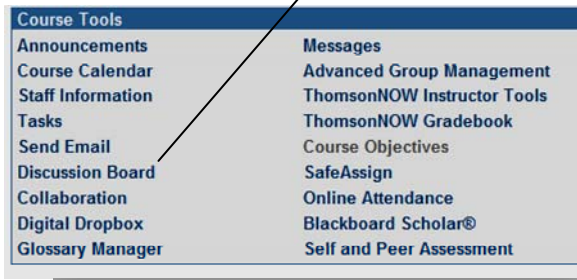 Course Tools
Announcements
Course Calendar
Staff Information
Tasks
Send Email
Discussion Board
Collaboration
Digital Dropbox
Glossary Manager
Messages
Advanced Group Management
ThomsonNOW Instructor Tools
ThomsonNOW Gradebook
Course Objectives
SafeAssign
Online Attendance
Blackboard Scholar®
Self and Peer Assessment